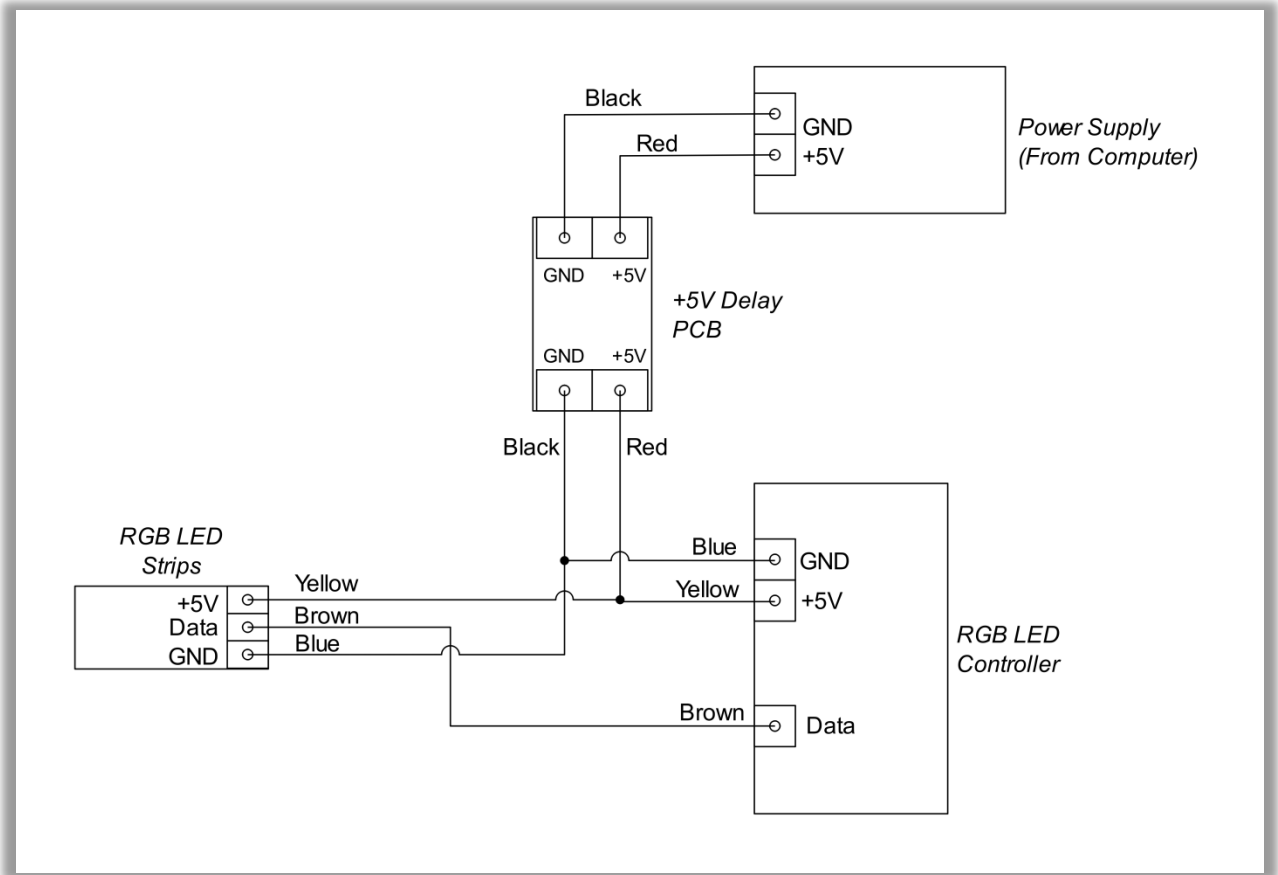 Black
GND
Power Supply
(From Computer)
Red
+5V
GND +5V
+5V Delay
PCB
GND +5V
Black
Red
RGB LED
Strips
Blue
GND
Yellow
Yellow
+5V
+5V
Brown
Data
Blue
GND
RGB LED
Controller
Brown
Data